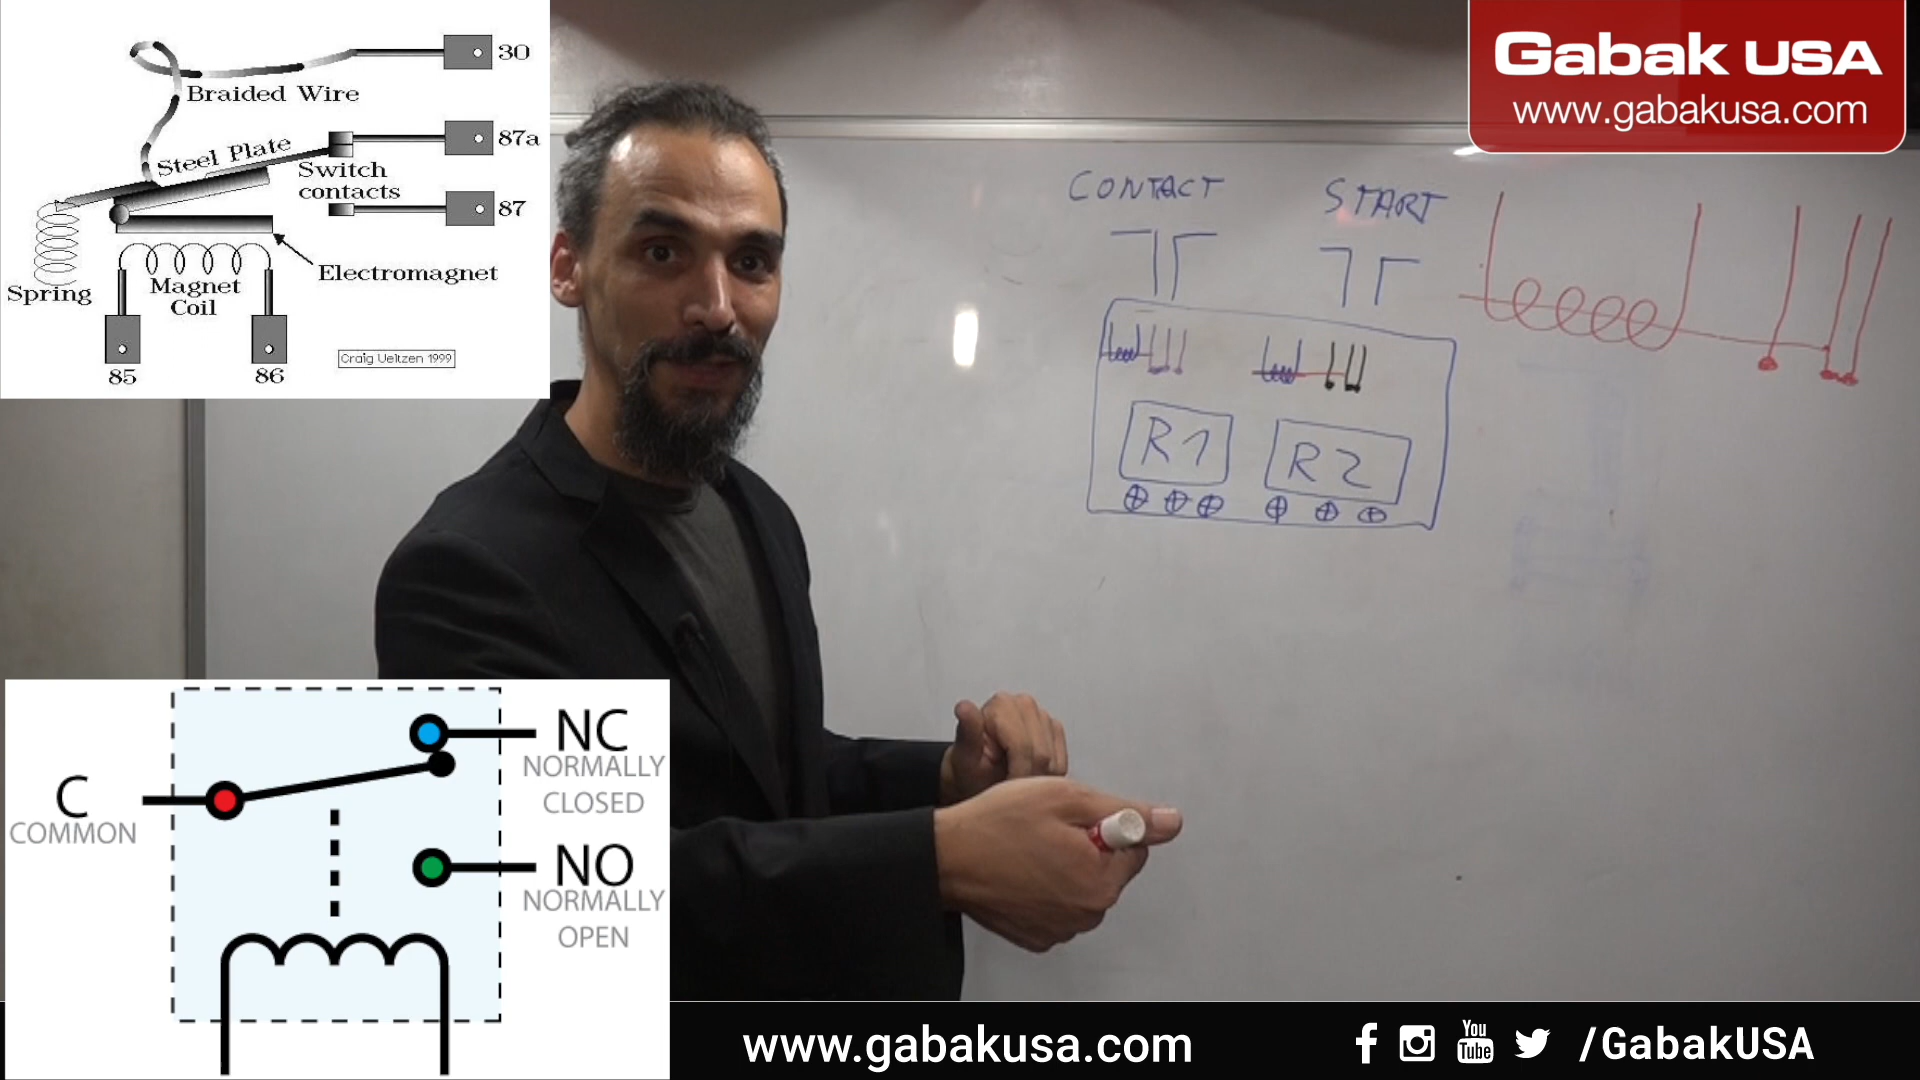 30
Braided Wire
87a
Steel Plate
Switch
contacts
87
Electromagnet
Spring
Magnet
Coil
Craig Ueltzen 1999
85
86
Gabak USA
www.gabakusa.com
CONTACT
START
R1
R2
C
COMMON
NC
NORMALLY
CLOSED
NO
NORMALLY
OPEN
www.gabakusa.com
You
Tube
/GabakUSA